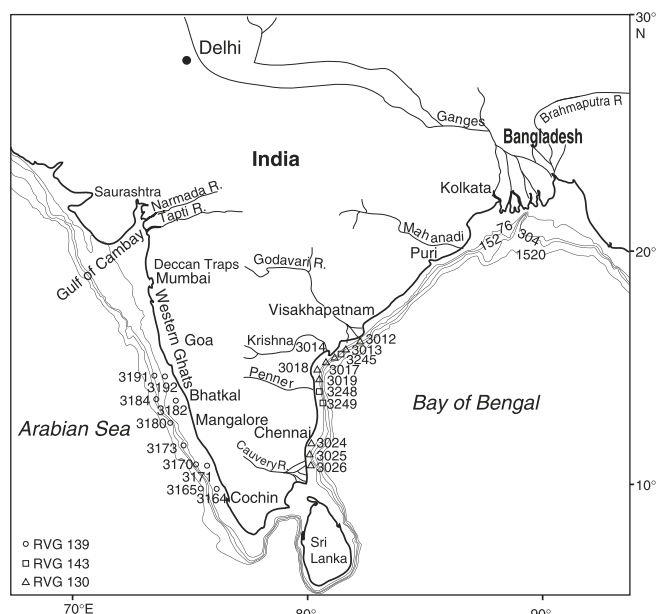 30°
N
Delhi
Ganges
Brahmaputra R
Bangladesh
India
Kolkata
Saurashtra
Narmada R.
Tapti R.
Mahanadi
Puri
76
152
304
1520
20°
Gulf of Cambay
Deccan Traps
Mumbai
Godavari R.
Visakhapatnam
Western Ghats
Goa
Krishna
3014
3012
3013
3245
3018
3017
3019
Penner
3248
3249
3191
3192
3184
3182
Bhatkal
3180
Mangalore
Arabian Sea
Bay of Bengal
Chennai
3024
3173
Cauvery R.
3025
3026
3170
3171
3165
3164
Cochin
10°
RVG 139
RVG 143
RVG 130
Sri
Lanka
70°E
80°
90°